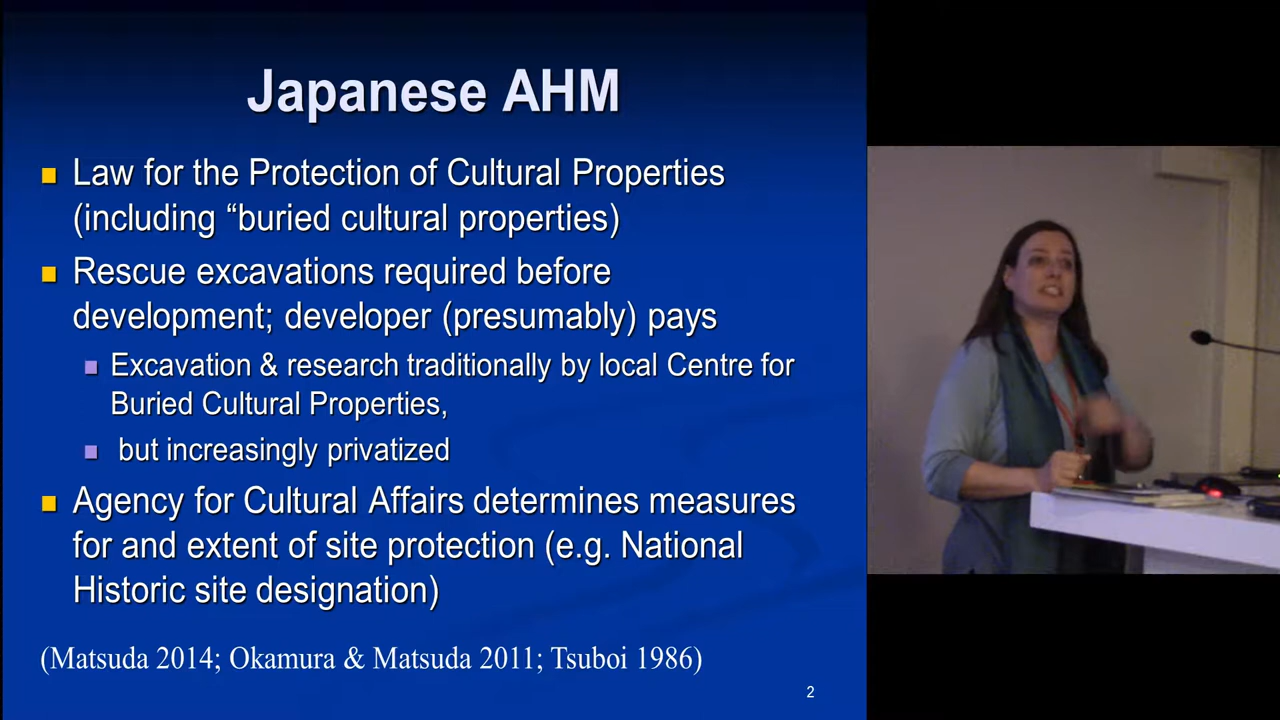 Japanese AHM
Law for the Protection of Cultural Properties
(including “buried cultural properties)
Rescue excavations required before
development; developer (presumably) pays
Excavation & research traditionally by local Centre for
Buried Cultural Properties,
but increasingly privatized
Agency for Cultural Affairs determines measures
for and extent of site protection (e.g. National
Historic site designation)
(Matsuda 2014; Okamura & Matsuda 2011; Tsuboi 1986)
2